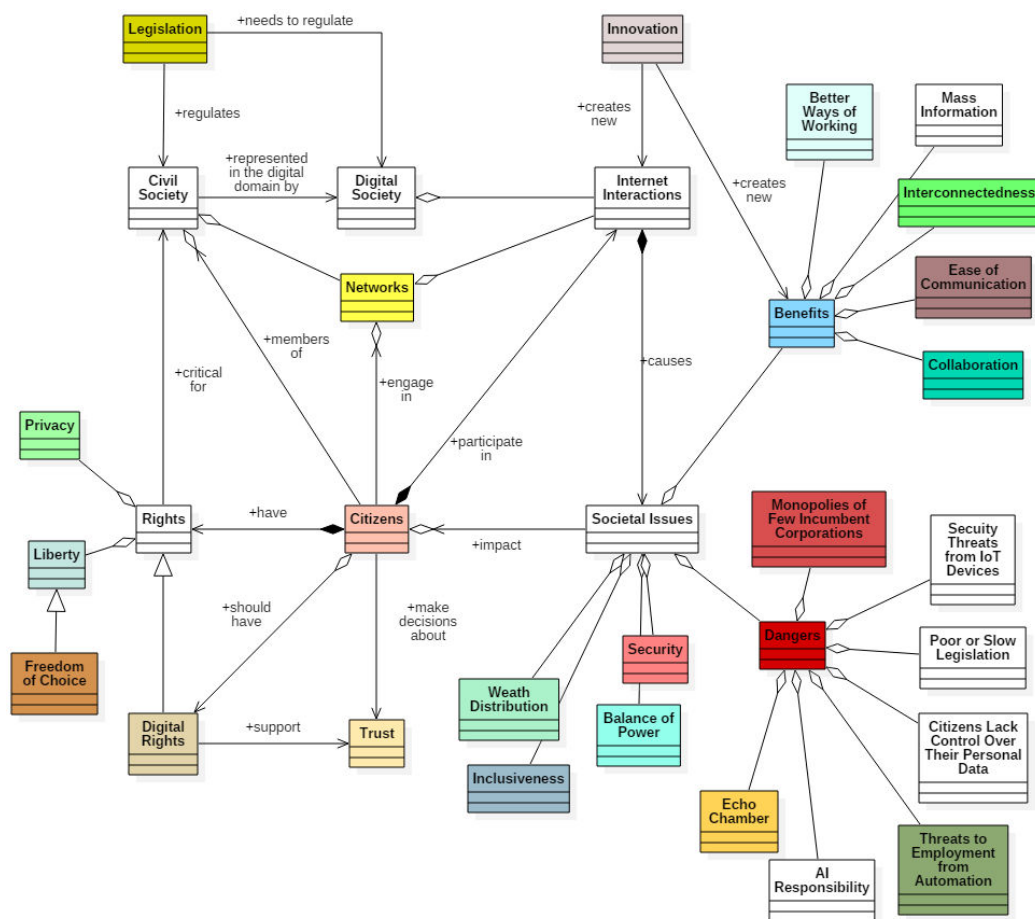 Legislation
+needs to regulate
Innovation
+regulates
+creates
new
Better
Ways of
Working
Mass
Information
+represented
in the digital
domain by
Civil
Society
Digital
Society
Internet
Interactions
+creates
new
Interconnectedness
Networks
Ease of
Communication
Benefits
+members
of
+causes
Collaboration
+critical
for
+engage
in
Privacy
+participate
in
Rights
+have
Citizens
Societal Issues
+impact
Monopolies of
Few Incumbent
Corporations
Secuity
Threats
from IoT
Devices
Liberty
+should
have
+make
decisions
about
Security
Dangers
Poor or Slow
Legislation
Freedom
of Choice
Weath
Distribution
Balance of
Power
Digital
Rights
+support
Trust
Citizens Lack
Control Over
Their Personal
Data
Inclusiveness
Echo
Chamber
Threats to
Employment
from
Automation
AI
Responsibility